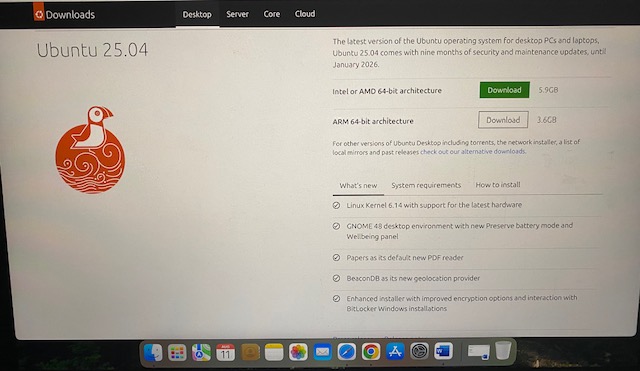 Downloads
Desktop
Server
Core
Cloud
Ubuntu 25.04
The latest version of the Ubuntu operating system for desktop PCs and laptops,
Ubuntu 25.04 comes with nine months of security and maintenance updates, until
January 2026.
Intel or AMD 64-bit architecture
Download
5.9GB
ARM 64-bit architecture
Download
3.6GB
For other versions of Ubuntu Desktop including torrents, the network installer, a list of
local mirrors and past releases check out our alternative downloads.
What's new
System requirements
How to install
Linux Kernel 6.14 with support for the latest hardware
GNOME 48 desktop environment with new Preserve battery mode and
Wellbeing panel
Papers as its default new PDF reader
BeaconDB as its new geolocation provider
Enhanced installer with improved encryption options and interaction with
BitLocker Windows installations
11
W